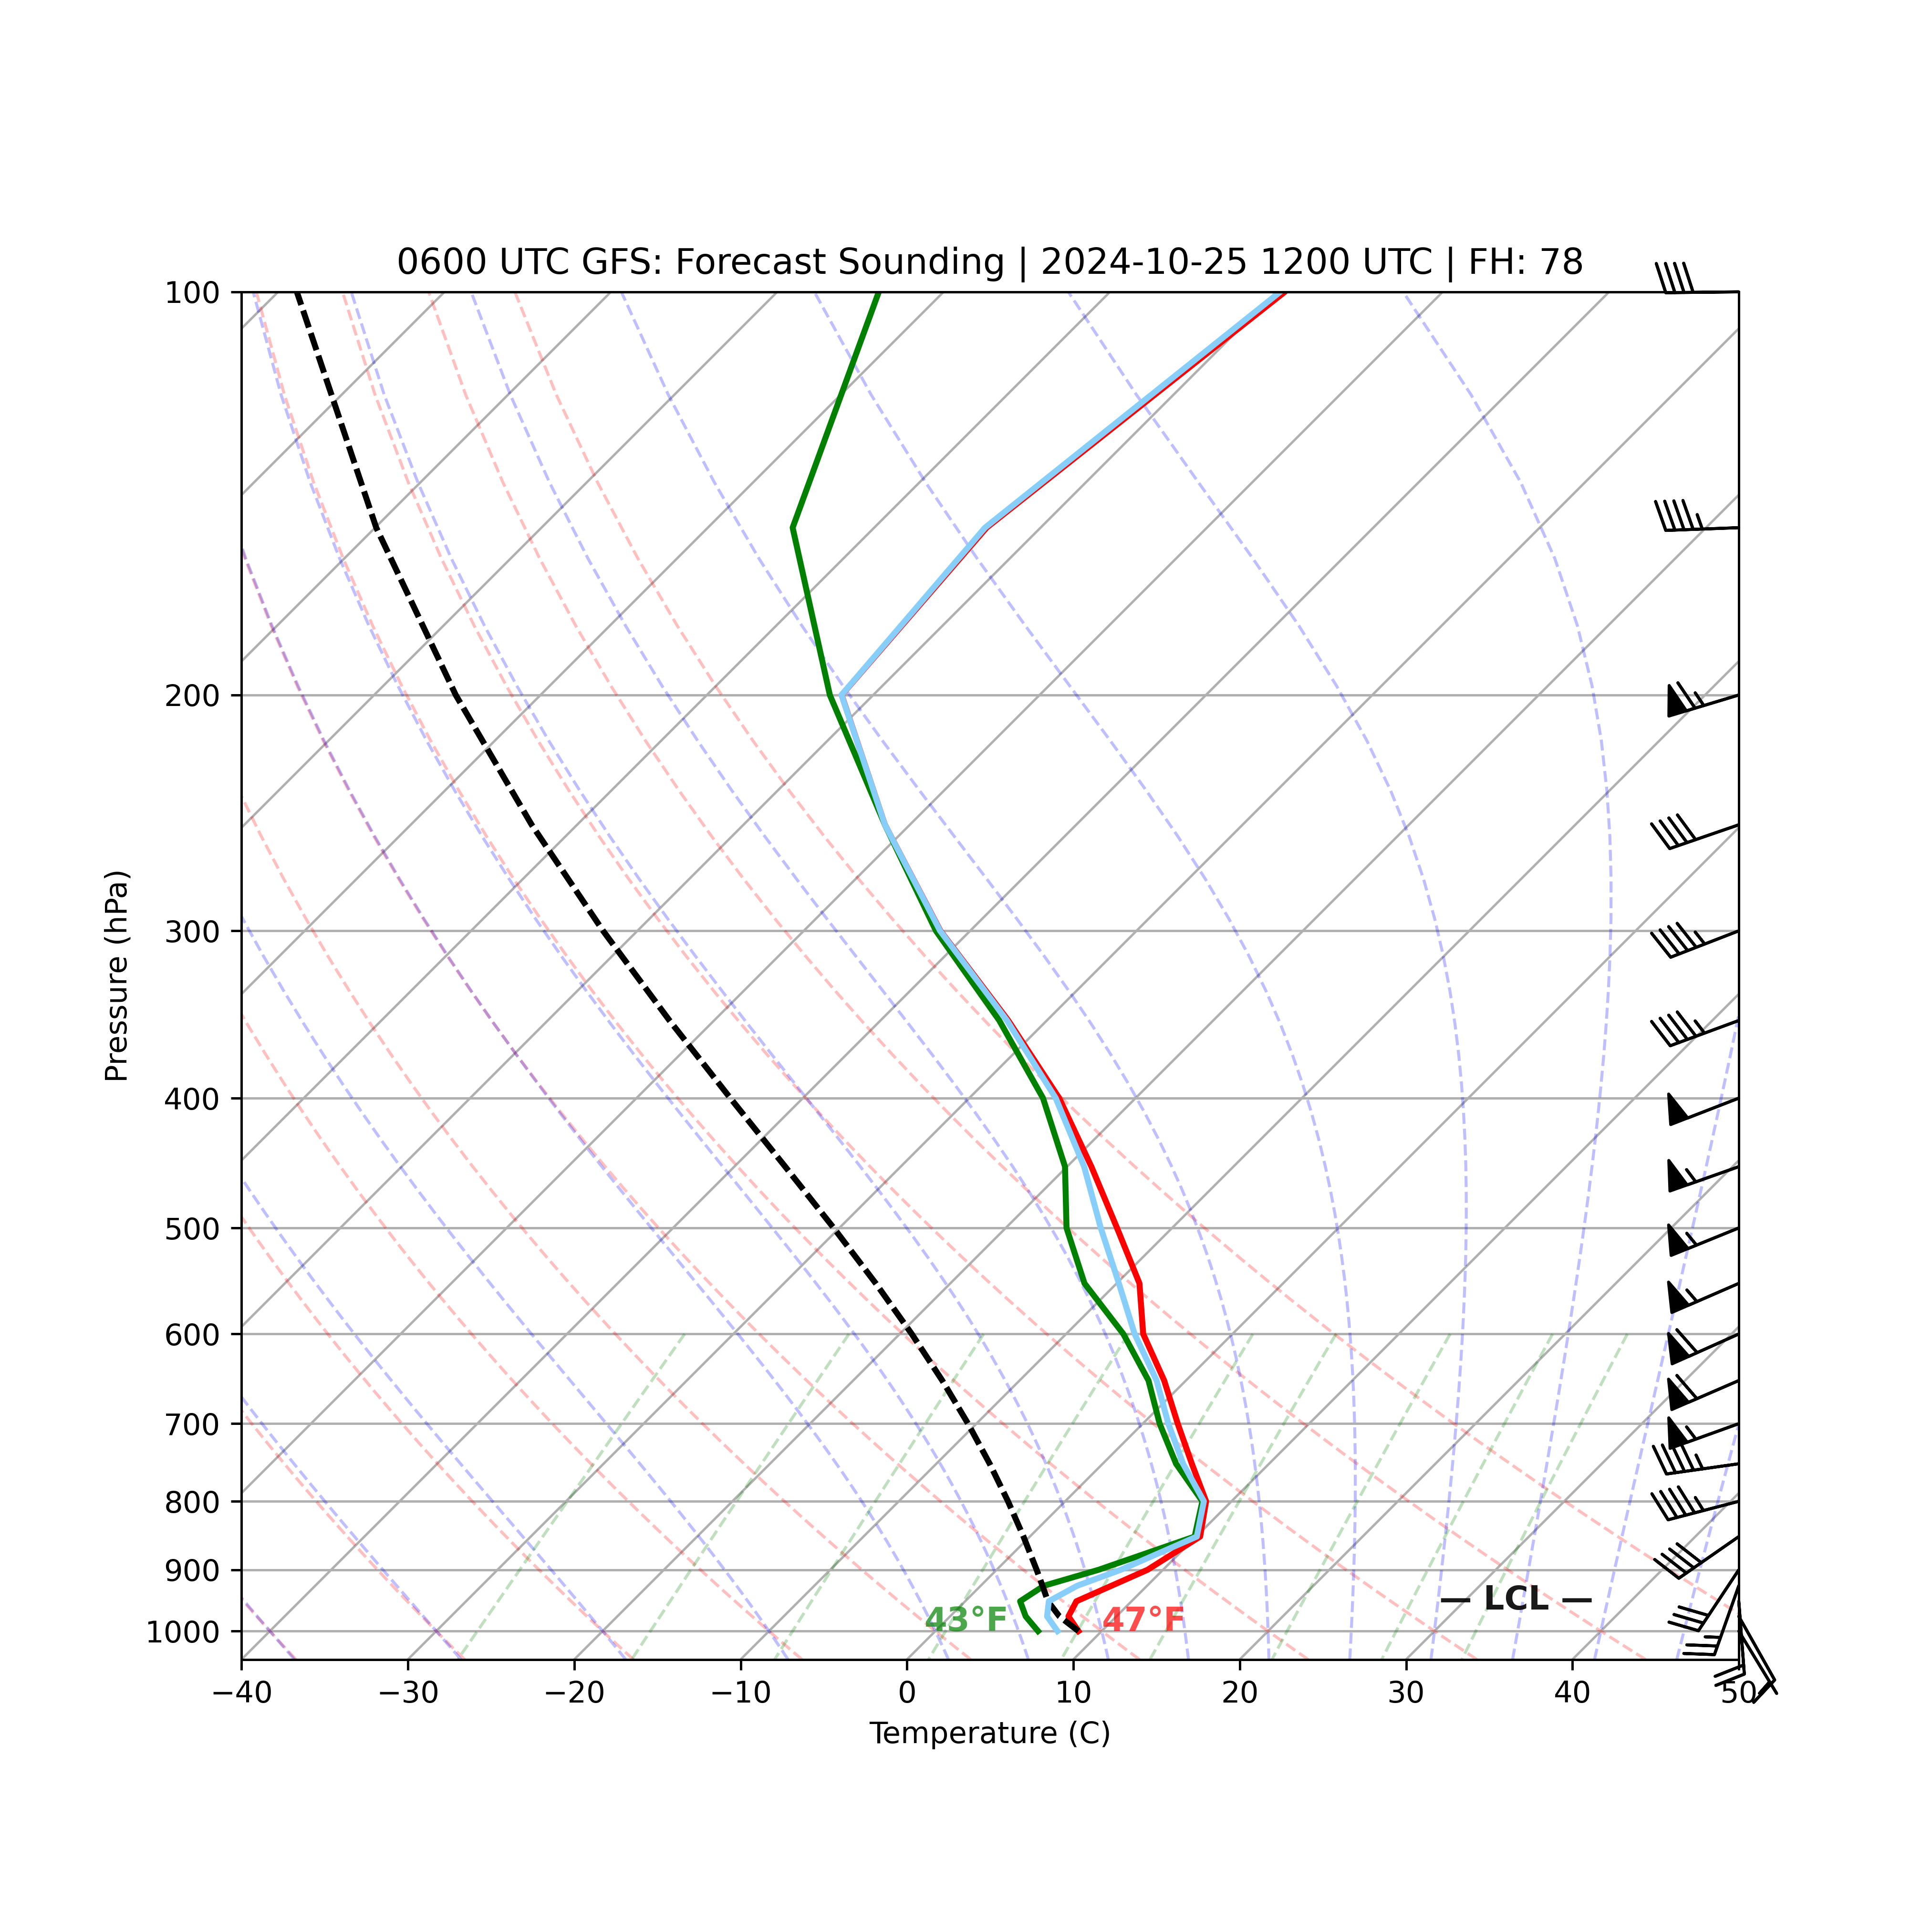 0600 UTC GFS: Forecast Sounding | 2024-10-25 1200 UTC | FH: 78
100
200
300
400
500
600
700
800
900
1000
Pressure (hPa)
— LCL —
43°F
47°F
−40 −30 −20 −10 0 10 20 30 40 50
Temperature (C)